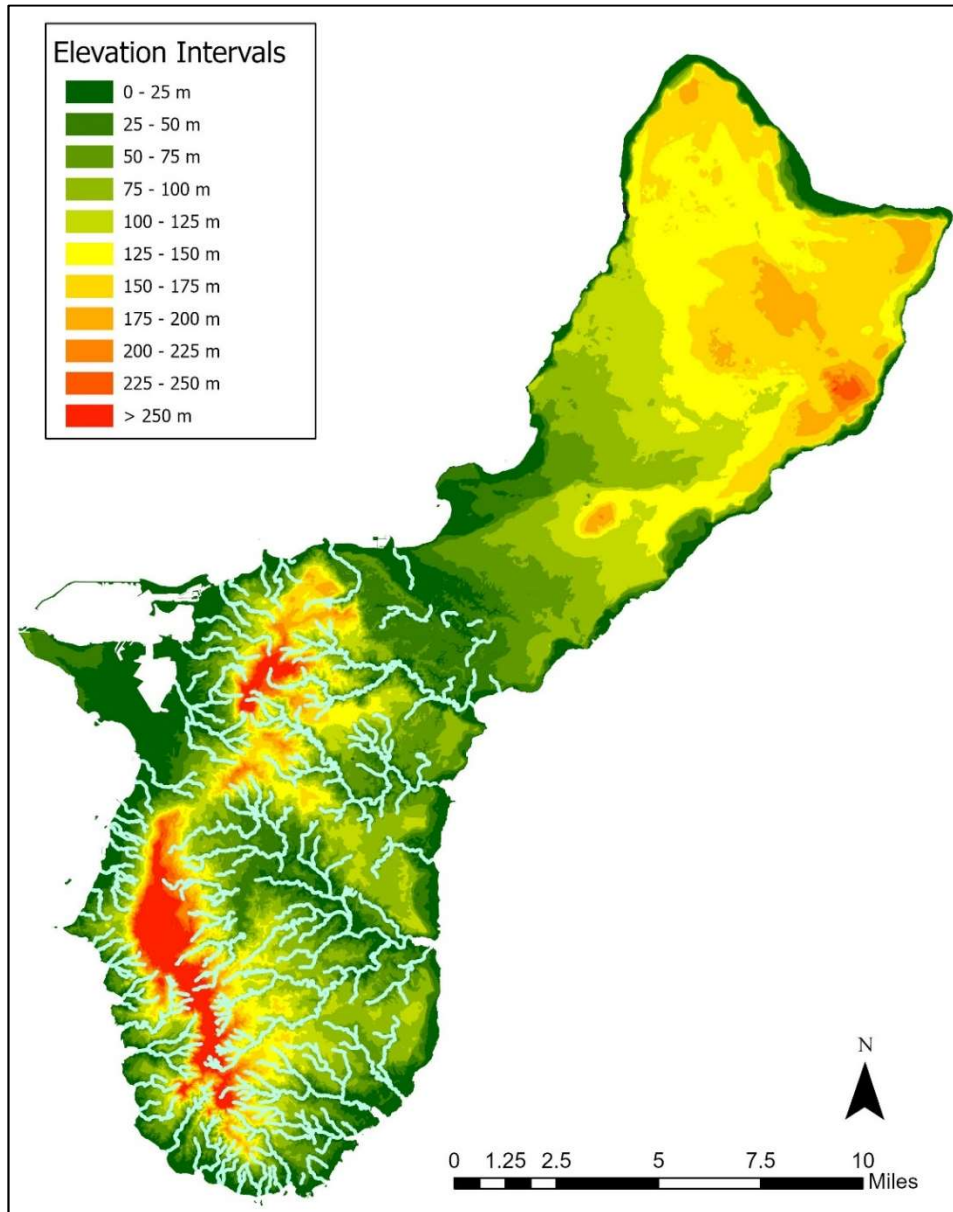 Elevation Intervals
0 - 25 m
25 - 50 m
50 - 75 m
75 - 100 m
100 - 125 m
125 - 150 m
150 - 175 m
175 - 200 m
200 - 225 m
225 - 250 m
> 250 m
N
0 1.25 2.5 5 7.5 10
Miles